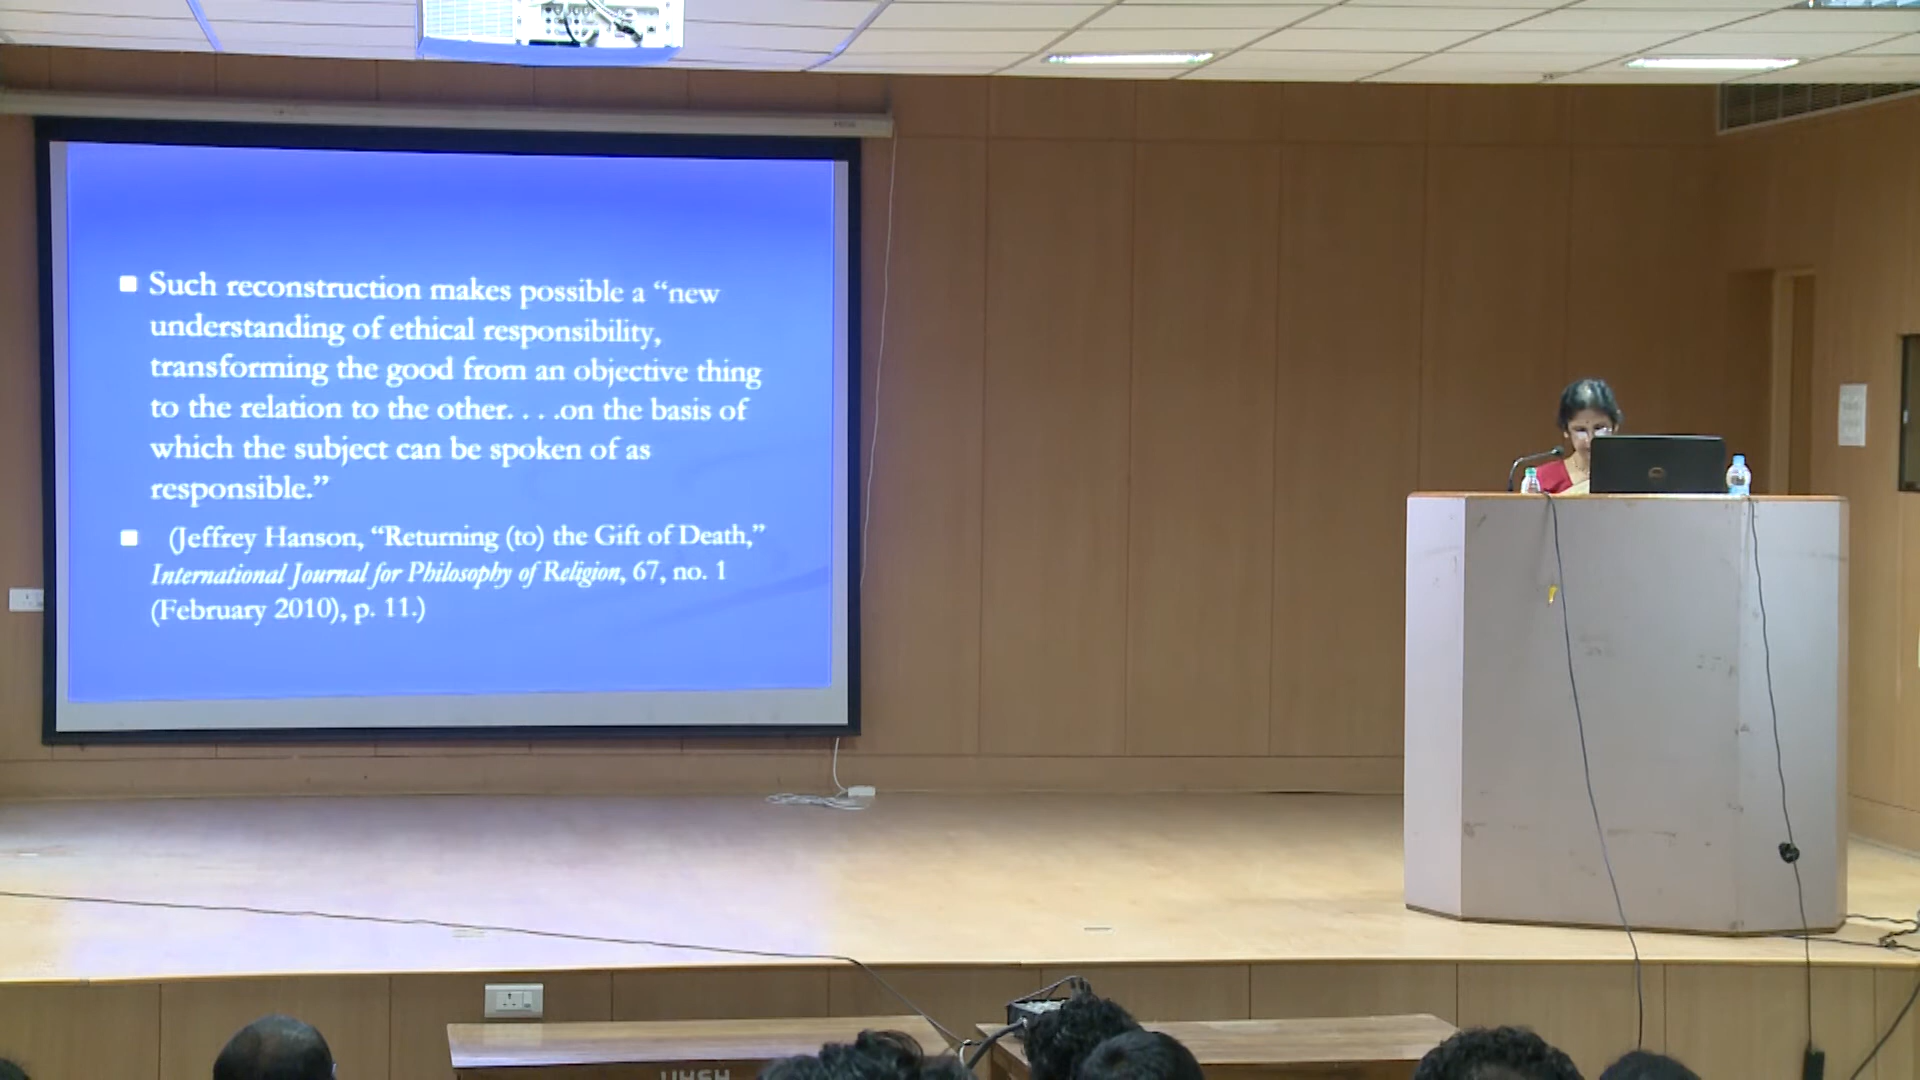 Such reconstruction makes possible a “new
understanding of ethical responsibility,
transforming the good from an objective thing
to the relation to the other. . . .on the basis of
which the subject can be spoken of as
responsible.”
(Jeffrey Hanson, “Returning (to) the Gift of Death,”
International Journal for Philosophy of Religion, 67, no. 1
(February 2010), p. 11.)